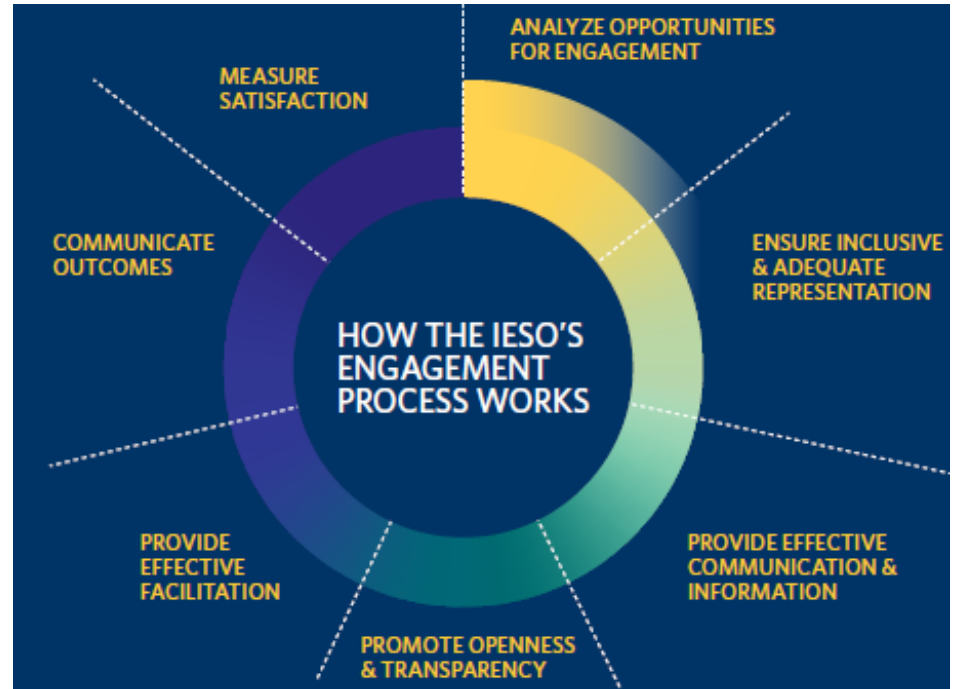 ANALYZE OPPORTUNITIES
FOR ENGAGEMENT
ENSURE INCLUSIVE
& ADEQUATE
REPRESENTATION
PROVIDE EFFECTIVE
COMMUNICATION &
INFORMATION
PROMOTE OPENNESS
& TRANSPARENCY
PROVIDE
EFFECTIVE
FACILITATION
COMMUNICATE
OUTCOMES
MEASURE
SATISFACTION
HOW THE IESO'S
ENGAGEMENT
PROCESS WORKS